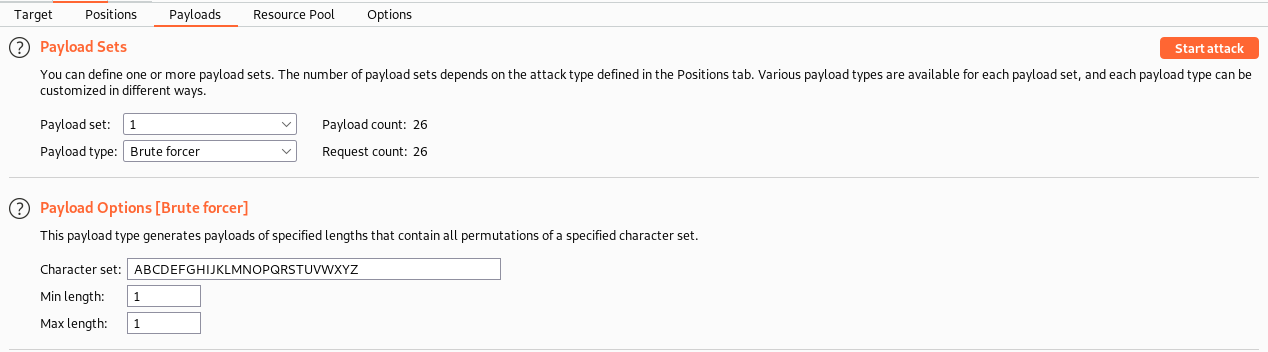 Target Positions Payloads Resource Pool Options
? Payload Sets Start attack
You can define one or more payload sets. The number of payload sets depends on the attack type defined in the Positions tab. Various payload types are available for each payload set, and each payload type can be
customized in different ways.
Payload set: 1 Payload count: 26
Payload type: Brute forcer Request count: 26
? Payload Options [Brute forcer]
This payload type generates payloads of specified lengths that contain all permutations of a specified character set.
Character set: ABCDEFGHIJKLMNOPQRSTUVWXYZ
Min length: 1
Max length: 1